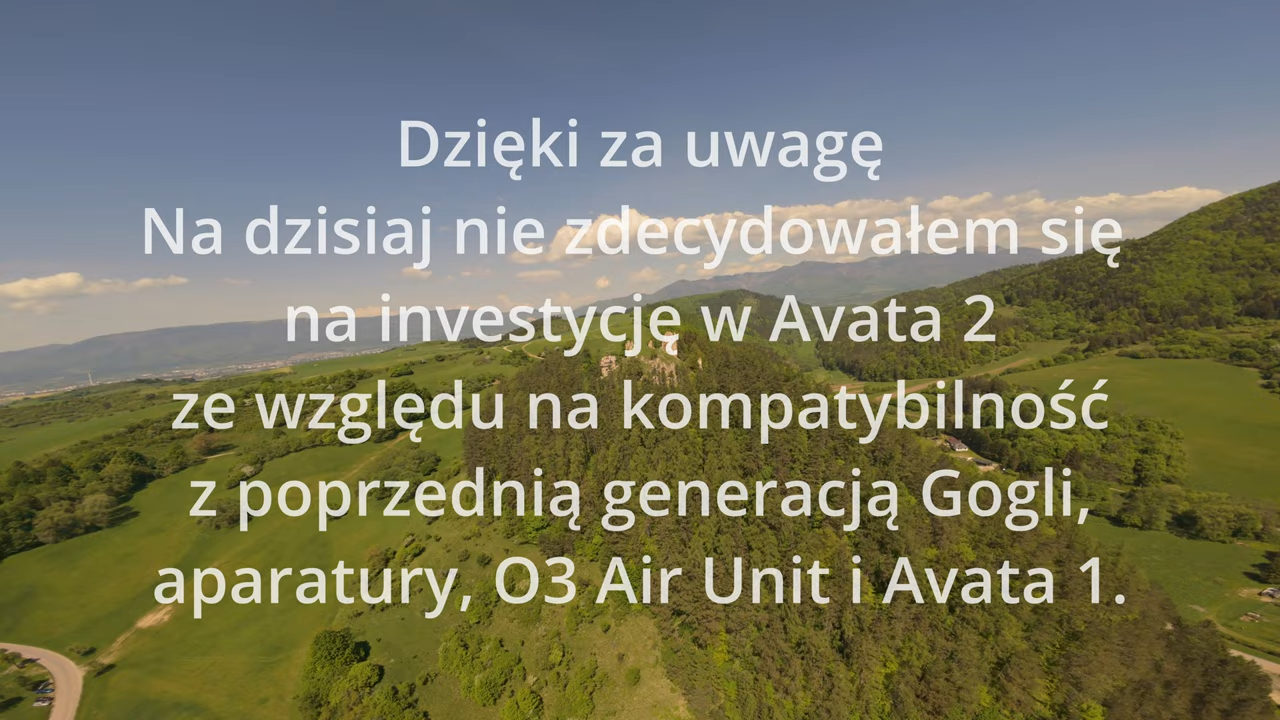 Dzięki za uwagę
Na dzisiaj nie zdecydowałem się
na investycję w Avata 2
ze względu na kompatybilność
z poprzednią generacją Gogli,
aparatury, O3 Air Unit i Avata 1.